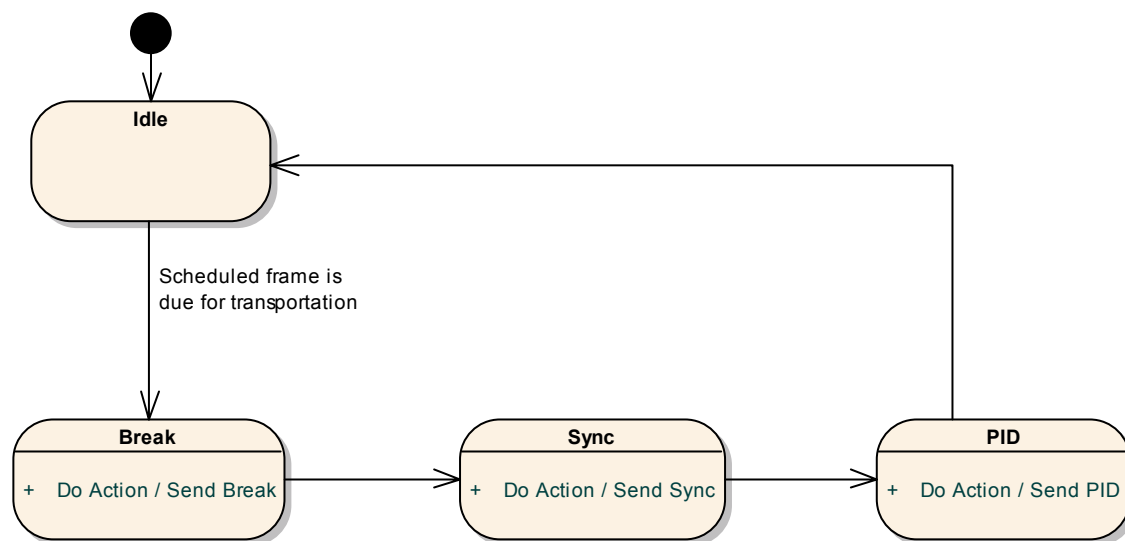 Idle
Scheduled frame is
due for transportation
Break
+ Do Action / Send Break
Sync
+ Do Action / Send Sync
PID
+ Do Action / Send PID